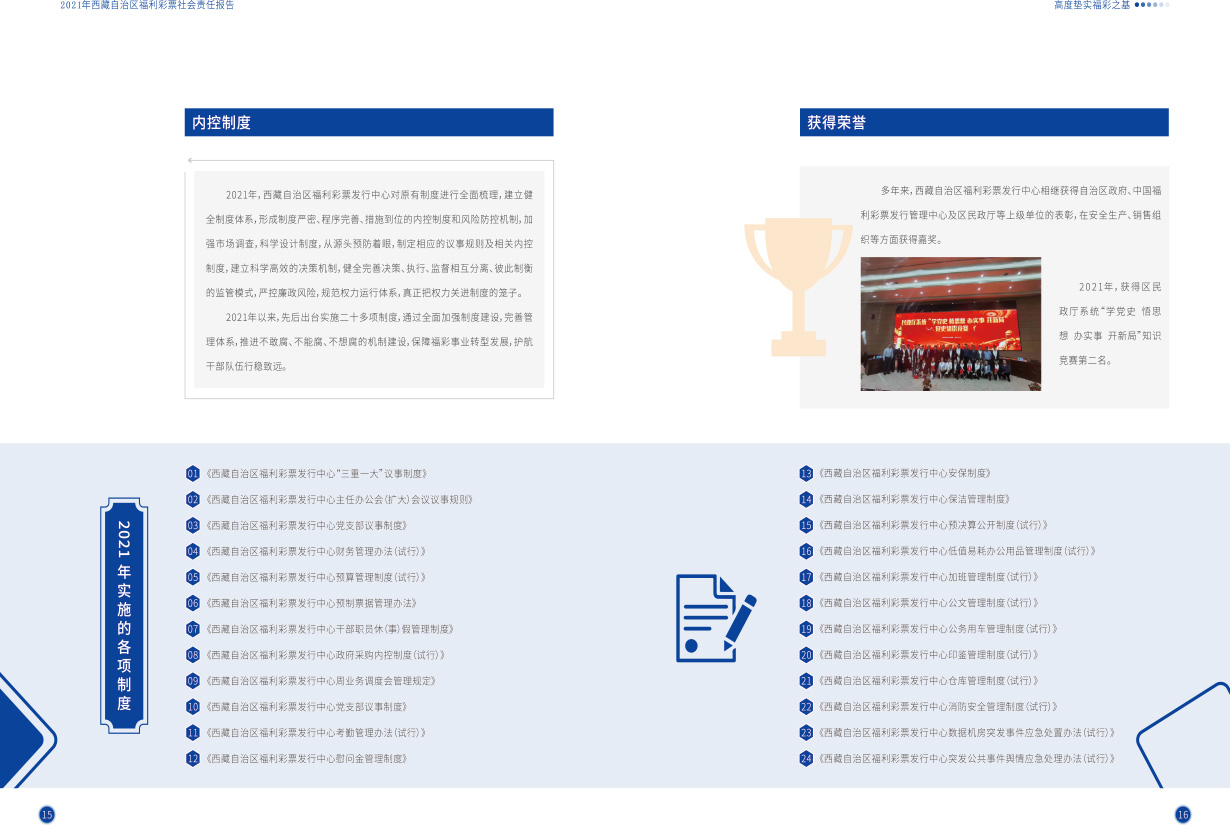 2021年西藏自治区福利彩票社会责任报告
高度垫实福彩之基
内控制度
2021年，西藏自治区福利彩票发行中心对原有制度进行全面梳理，建立健
全制度体系，形成制度严密、程序完善、措施到位的内控制度和风险防控机制，加
强市场调查，科学设计制度，从源头预防着眼，制定相应的议事规则及相关内控
制度，建立科学高效的决策机制，健全完善决策、执行、监督相互分离、彼此制衡
的监管模式，严控廉政风险，规范权力运行体系，真正把权力关进制度的笼子。
2021年以来，先后出台实施二十多项制度，通过全面加强制度建设，完善管
理体系，推进不敢腐、不能腐、不想腐的机制建设，保障福彩事业转型发展，护航
干部队伍行稳致远。
获得荣誉
多年来，西藏自治区福利彩票发行中心相继获得自治区政府、中国福
利彩票发行管理中心及区民政厅等上级单位的表彰，在安全生产、销售组
织等方面获得嘉奖。
民政厅系统“学党史 悟思想 办实事 开新局”
2021年，获得区民
政厅系统“学党史 悟思
想 办实事 开新局”知识
竞赛第二名。
2021年实施的各项制度
01《西藏自治区福利彩票发行中心“三重一大”议事制度》
02《西藏自治区福利彩票发行中心主任办公会（扩大）会议议事规则》
03《西藏自治区福利彩票发行中心党支部议事制度》
04《西藏自治区福利彩票发行中心财务管理办法（试行）》
05《西藏自治区福利彩票发行中心预算管理制度（试行）》
06《西藏自治区福利彩票发行中心预制票据管理办法》
07《西藏自治区福利彩票发行中心干部职员休（事）假管理制度》
08《西藏自治区福利彩票发行中心政府采购内控制度（试行）》
09《西藏自治区福利彩票发行中心周业务调度会管理规定》
10《西藏自治区福利彩票发行中心党支部议事制度》
11《西藏自治区福利彩票发行中心考勤管理办法（试行）》
12《西藏自治区福利彩票发行中心慰问金管理制度》
13《西藏自治区福利彩票发行中心安保制度》
14《西藏自治区福利彩票发行中心保洁管理制度》
15《西藏自治区福利彩票发行中心预决算公开制度（试行）》
16《西藏自治区福利彩票发行中心低值易耗办公用品管理制度（试行）》
17《西藏自治区福利彩票发行中心加班管理制度（试行）》
18《西藏自治区福利彩票发行中心公文管理制度（试行）》
19《西藏自治区福利彩票发行中心公务用车管理制度（试行）》
20《西藏自治区福利彩票发行中心印鉴管理制度（试行）》
21《西藏自治区福利彩票发行中心仓库管理制度（试行）》
22《西藏自治区福利彩票发行中心消防安全管理制度（试行）》
23《西藏自治区福利彩票发行中心数据机房突发事件应急处置办法（试行）》
24《西藏自治区福利彩票发行中心突发公共事件舆情应急处理办法（试行）》
15
16